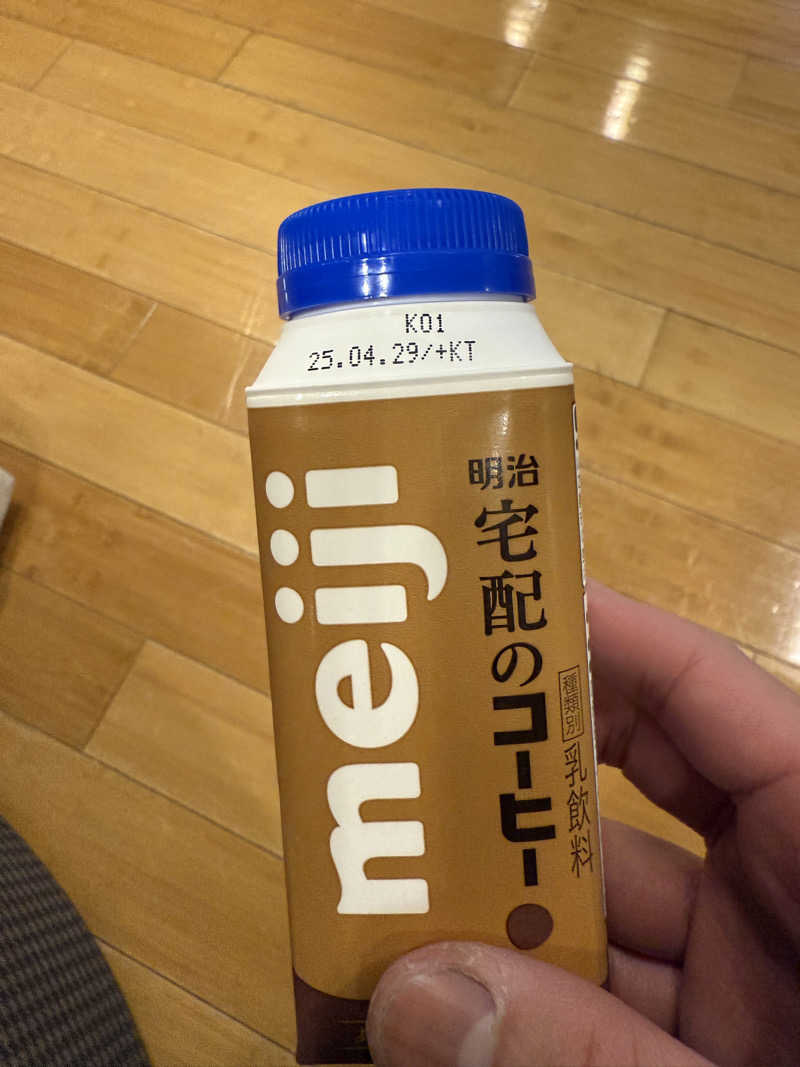 K01
25.04.29/+KT
meiji
明治
宅配のコーヒー
種類別 乳飲料